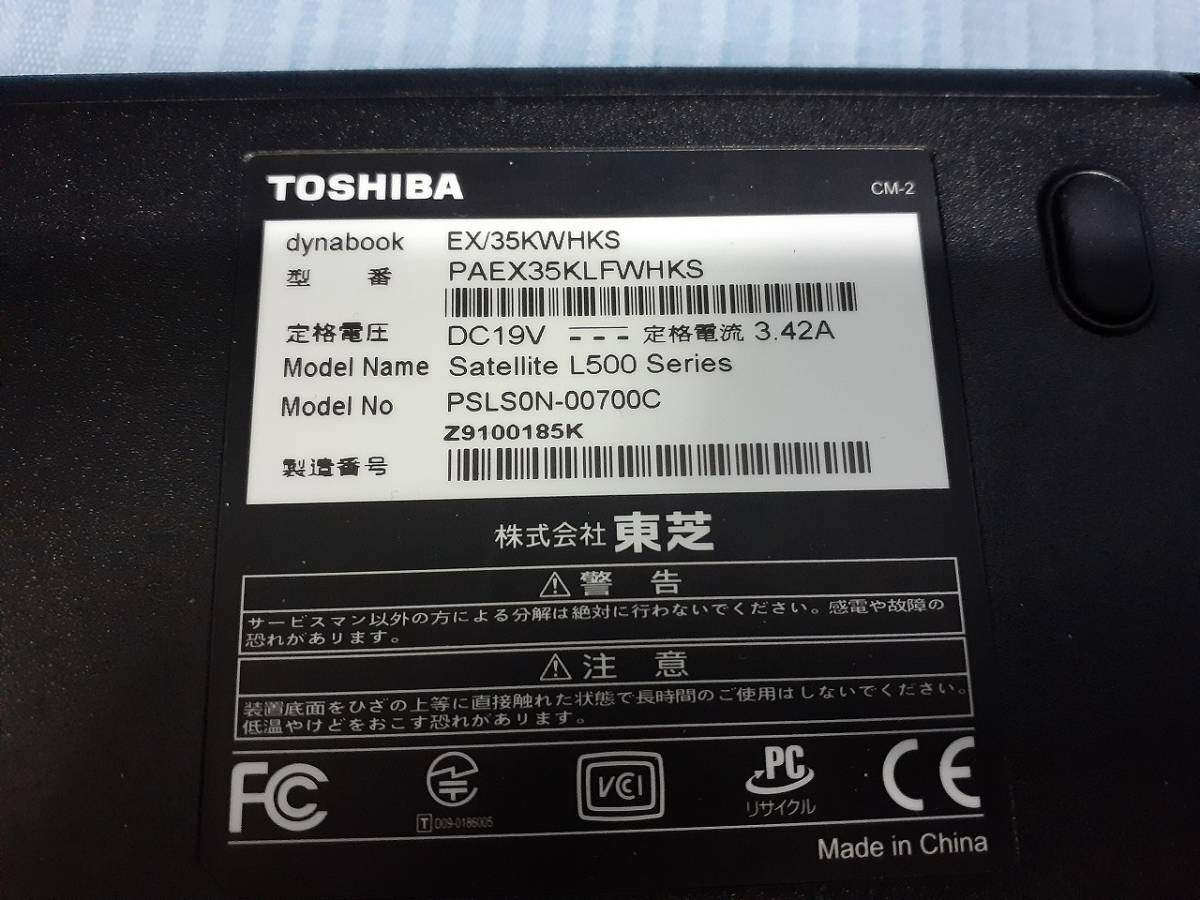 TOSHIBA
CM-2
dynabook EX/35KWHKS
型 番 PAEX35KLFWHKS
定格電圧 DC19V 定格電流 3.42A
Model Name Satellite L500 Series
Model No PSLS0N-00700C
Z9100185K
製造番号
株式会社 東芝
⚠警 告
サービスマン以外の方による分解は絶対に行わないでください。感電や故障の
恐れがあります。
⚠注 意
装置底面をひざの上等に直接触れた状態で長時間のご使用はしないでください。
低温やけどをおこす恐れがあります。
FC VCI PC CE
リサイクル
T D09-0186005
Made in China